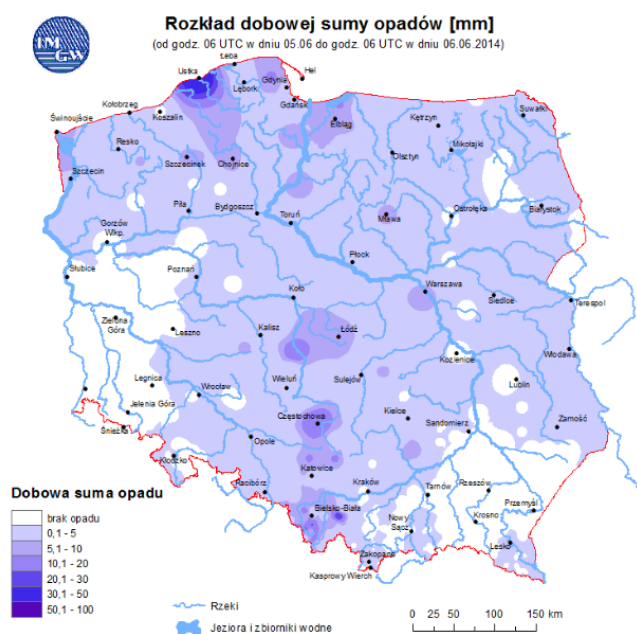 IM
GW
Rozkład dobowej sumy opadów [mm]
(od godz. 06 UTC w dniu 05.06 do godz. 06 UTC w dniu 06.06.2014)
Łeba
Ustka
Hel
Gdynia
Lębork
Gdańsk
Kołobrzeg
Koszalin
Świnoujście
Elbląg
Kętrzyn
Suwałki
Resko
Szczecinek
Chojnice
Olsztyn
Mikołajki
Szczecin
Piła
Bydgoszcz
Toruń
Mława
Ostrołęka
Białystok
Gorzów
Wlkp.
Płock
Słubice
Poznań
Koło
Warszawa
Siedlce
Terespol
Zielona
Góra
Leszno
Kalisz
Łódź
Kozienice
Włodawa
Legnica
Wrocław
Wieluń
Sulejów
Lublin
Jelenia Góra
Śnieżka
Częstochowa
Kielce
Sandomierz
Zamość
Opole
Kłodzko
Racibórz
Katowice
Kraków
Tarnów
Rzeszów
Przemyśl
Bielsko-Biała
Nowy
Sącz
Krosno
Lesko
Zakopane
Kasprowy Wierch
Dobowa suma opadu
brak opadu
0,1 - 5
5,1 - 10
10,1 - 20
20,1 - 30
30,1 - 50
50,1 - 100
Rzeki
Jeziora i zbiorniki wodne
0 25 50 100 150 km